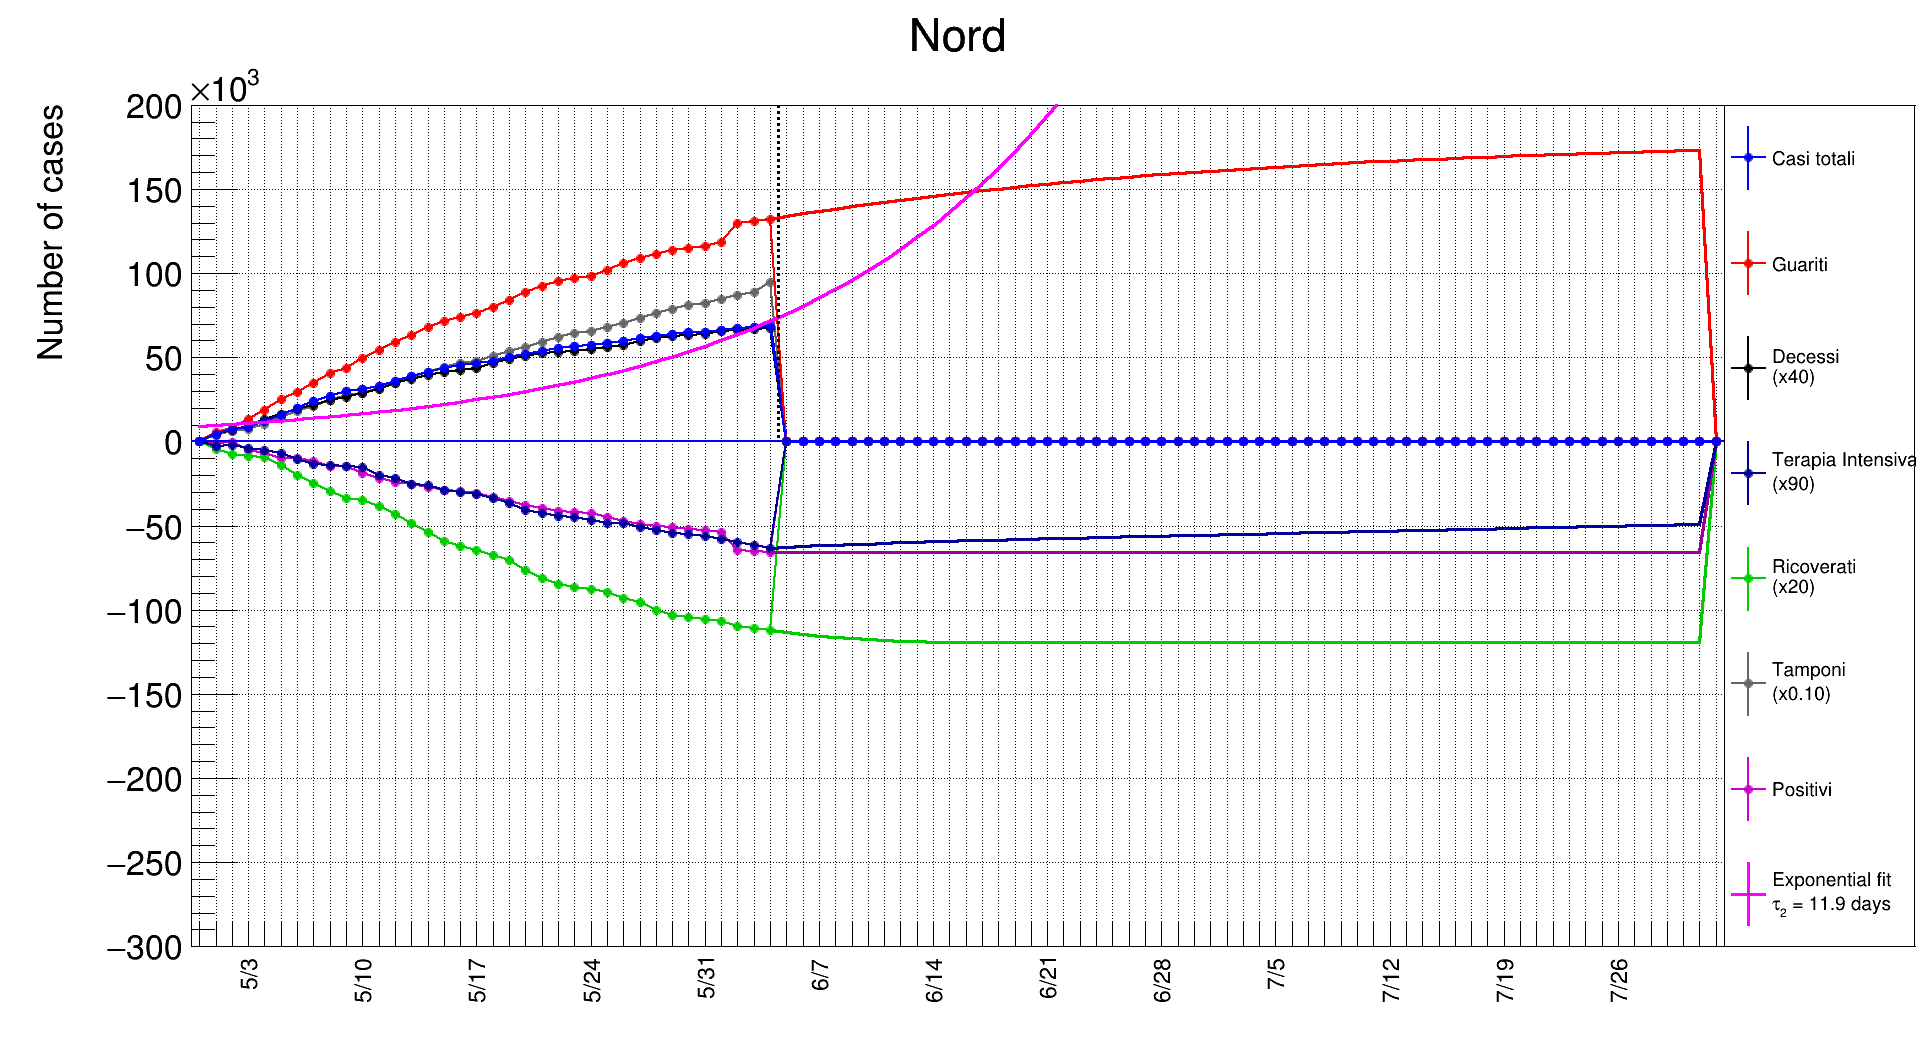 Nord
×10³
Number of cases
200
150
100
50
0
−50
−100
−150
−200
−250
−300
5/3
5/10
5/17
5/24
5/31
6/7
6/14
6/21
6/28
7/5
7/12
7/19
7/26
Casi totali
Guariti
Decessi
(x40)
Terapia Intensiva
(x90)
Ricoverati
(x20)
Tamponi
(x0.10)
Positivi
Exponential fit
τ₂ = 11.9 days